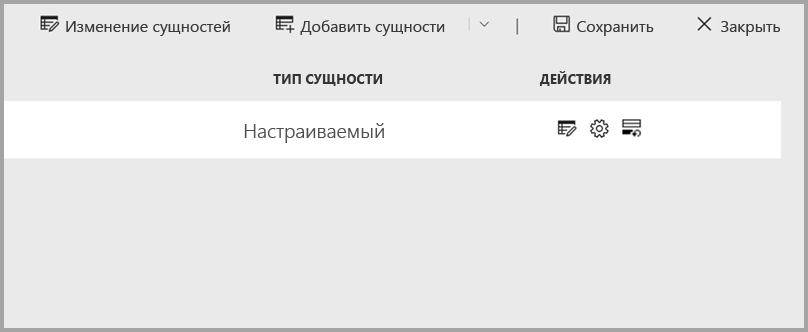 Изменение сущностей Добавить сущности | Сохранить Закрыть
ТИП СУЩНОСТИ ДЕЙСТВИЯ
Настраиваемый